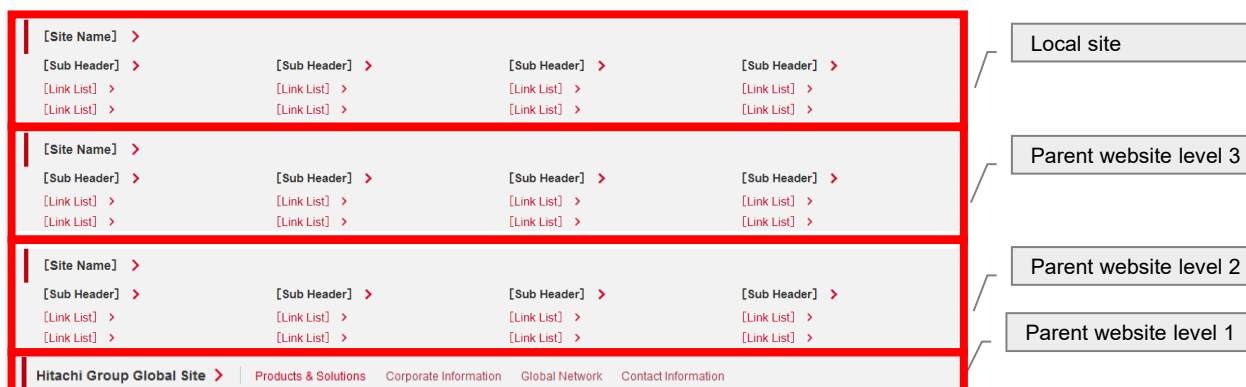 [Site Name]
[Sub Header] [Sub Header] [Sub Header] [Sub Header]
[Link List] [Link List] [Link List] [Link List]
[Link List] [Link List] [Link List] [Link List]
Local site
[Site Name]
[Sub Header] [Sub Header] [Sub Header] [Sub Header]
[Link List] [Link List] [Link List] [Link List]
[Link List] [Link List] [Link List] [Link List]
Parent website level 3
[Site Name]
[Sub Header] [Sub Header] [Sub Header] [Sub Header]
[Link List] [Link List] [Link List] [Link List]
[Link List] [Link List] [Link List] [Link List]
Parent website level 2
Hitachi Group Global Site Products & Solutions Corporate Information Global Network Contact Information
Parent website level 1